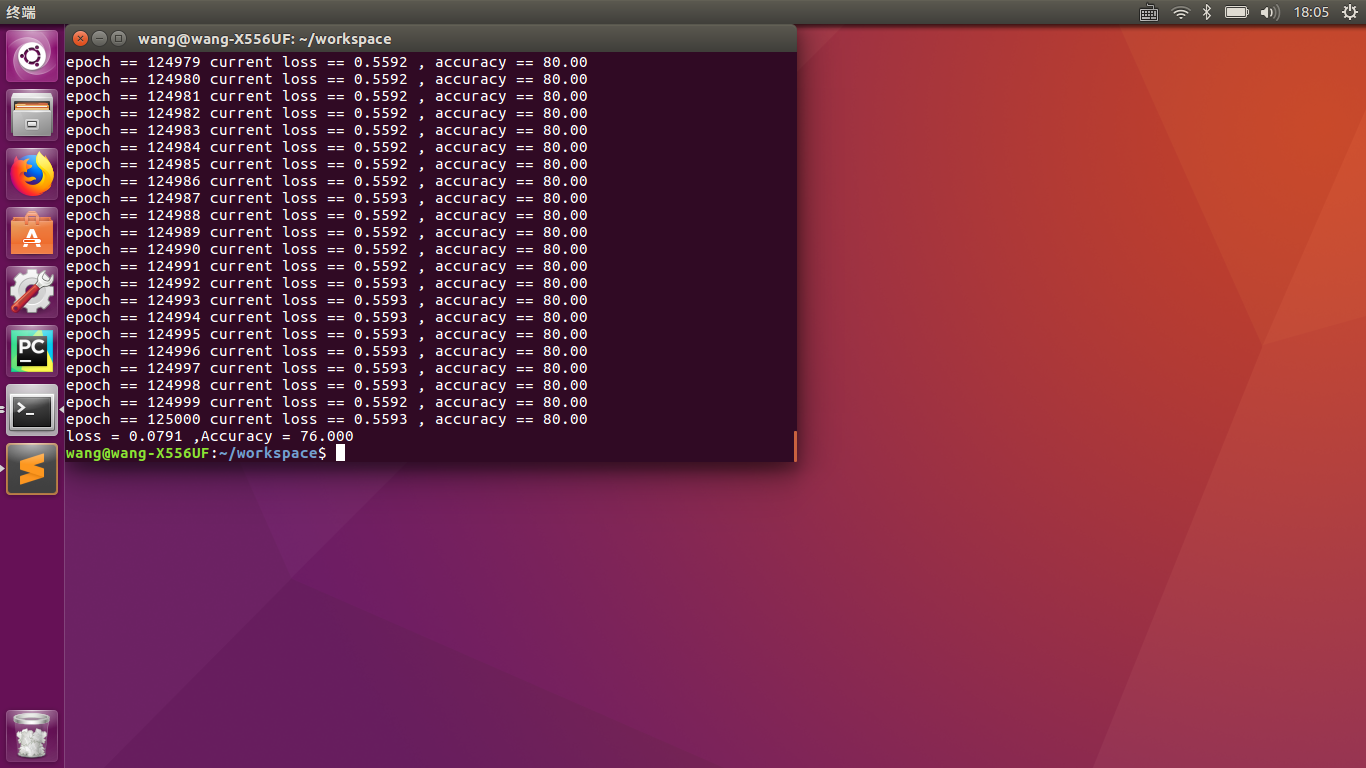 终端
18:05
wang@wang-X556UF: ~/workspace
epoch == 124979 current loss == 0.5592 , accuracy == 80.00
epoch == 124980 current loss == 0.5592 , accuracy == 80.00
epoch == 124981 current loss == 0.5592 , accuracy == 80.00
epoch == 124982 current loss == 0.5592 , accuracy == 80.00
epoch == 124983 current loss == 0.5592 , accuracy == 80.00
epoch == 124984 current loss == 0.5592 , accuracy == 80.00
epoch == 124985 current loss == 0.5592 , accuracy == 80.00
epoch == 124986 current loss == 0.5592 , accuracy == 80.00
epoch == 124987 current loss == 0.5593 , accuracy == 80.00
epoch == 124988 current loss == 0.5592 , accuracy == 80.00
epoch == 124989 current loss == 0.5592 , accuracy == 80.00
epoch == 124990 current loss == 0.5592 , accuracy == 80.00
epoch == 124991 current loss == 0.5592 , accuracy == 80.00
epoch == 124992 current loss == 0.5593 , accuracy == 80.00
epoch == 124993 current loss == 0.5593 , accuracy == 80.00
epoch == 124994 current loss == 0.5593 , accuracy == 80.00
epoch == 124995 current loss == 0.5593 , accuracy == 80.00
epoch == 124996 current loss == 0.5593 , accuracy == 80.00
epoch == 124997 current loss == 0.5593 , accuracy == 80.00
epoch == 124998 current loss == 0.5593 , accuracy == 80.00
epoch == 124999 current loss == 0.5592 , accuracy == 80.00
epoch == 125000 current loss == 0.5593 , accuracy == 80.00
loss = 0.0791 ,Accuracy = 76.000
wang@wang-X556UF:~/workspace$
PC